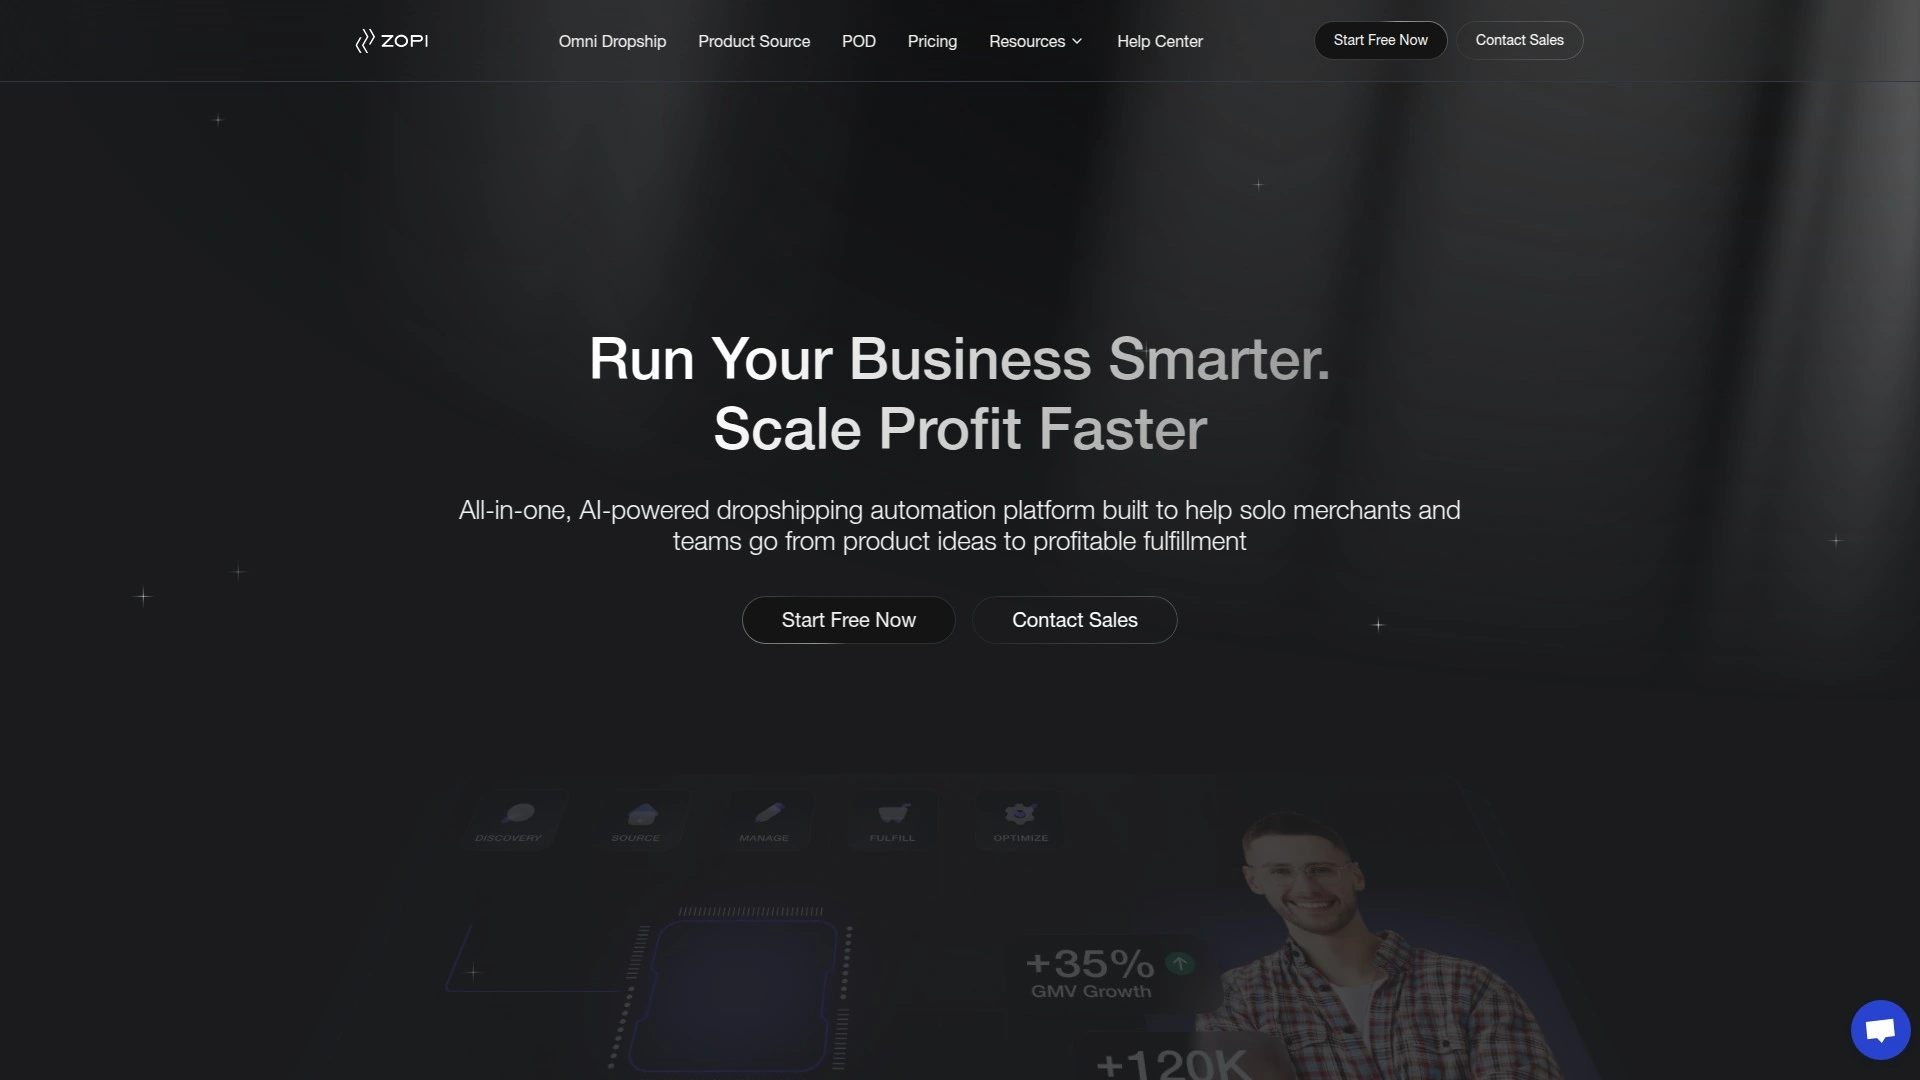 ZOPI
Omni Dropship
Product Source
POD
Pricing
Resources
Help Center
Start Free Now
Contact Sales
Run Your Business Smarter.
Scale Profit Faster
All-in-one, AI-powered dropshipping automation platform built to help solo merchants and
teams go from product ideas to profitable fulfillment
Start Free Now
Contact Sales
DISCOVERY
SOURCE
MANAGE
FULFILL
OPTIMIZE
+35%
GMV Growth
+120K